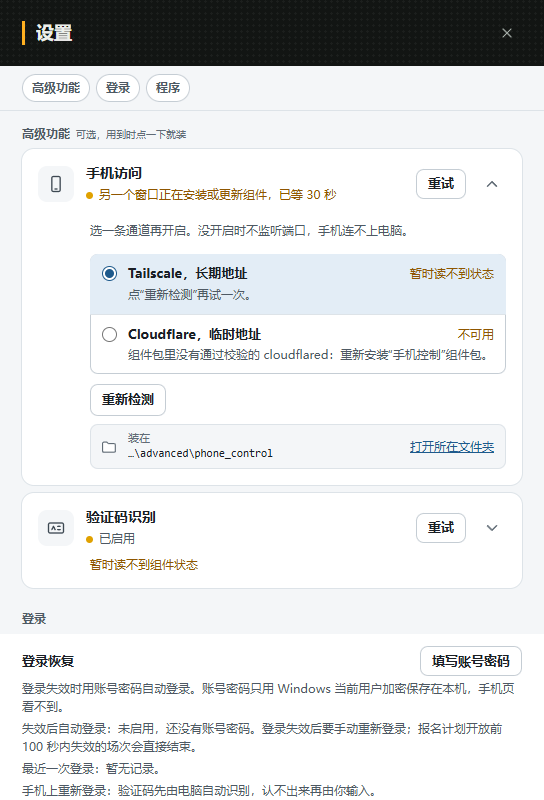 设置
高级功能
登录
程序
高级功能 可选，用到时点一下就装
手机访问
另一个窗口正在安装或更新组件，已等 30 秒
重试
选一条通道再开启。没开启时不监听端口，手机连不上电脑。
Tailscale，长期地址
暂时读不到状态
点“重新检测”再试一次。
Cloudflare，临时地址
不可用
组件包里没有通过校验的 cloudflared：重新安装“手机控制”组件包。
重新检测
装在
…\advanced\phone_control
打开所在文件夹
验证码识别
已启用
重试
暂时读不到组件状态
登录
登录恢复
填写账号密码
登录失效时用账号密码自动登录。账号密码只用 Windows 当前用户加密保存在本机，手机页
看不到。
失效后自动登录：未启用，还没有账号密码。登录失效后要手动重新登录；报名计划开放前
100 秒内失效的场次会直接结束。
最近一次登录：暂无记录。
手机上重新登录：验证码先由电脑自动识别，认不出来再由你输入。